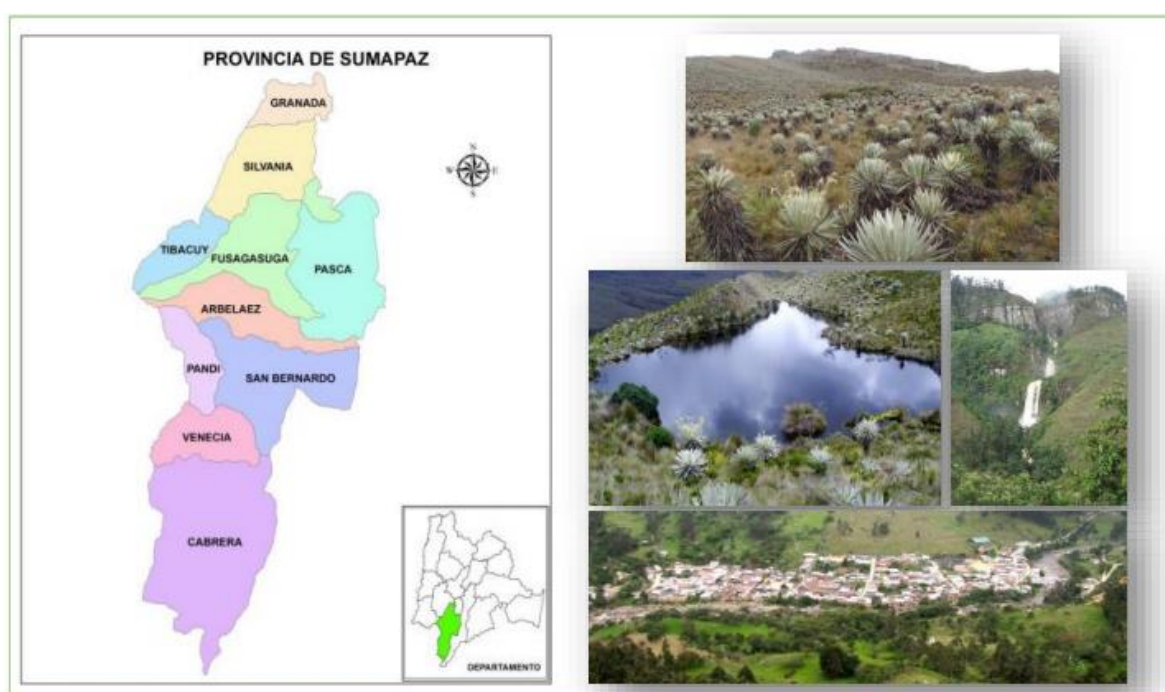 PROVINCIA DE SUMAPAZ
GRANADA
N
W E
S
SILVANIA
TIBACUY
FUSAGASUGA
PASCA
ARBELAEZ
PANDI
SAN BERNARDO
VENECIA
CABRERA
DEPARTAMENTO